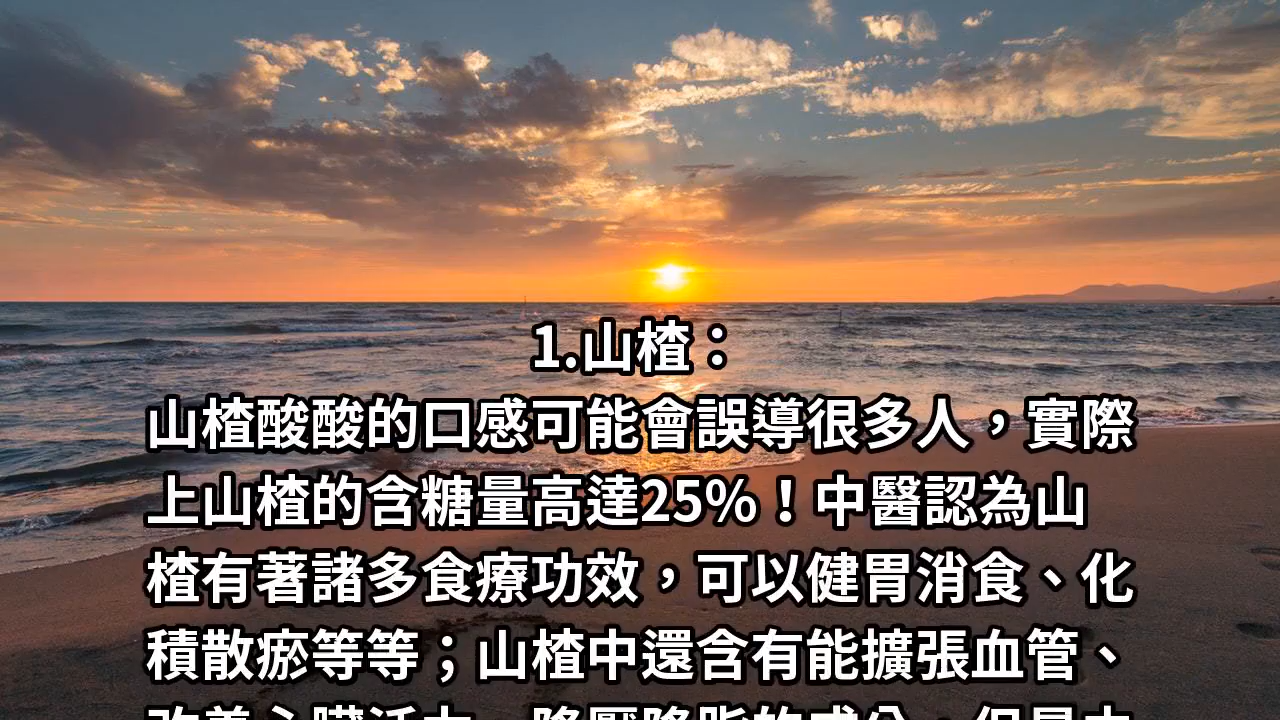 1.山楂：
山楂酸酸的口感可能會誤導很多人，實際
上山楂的含糖量高達25%！中醫認為山
楂有著諸多食療功效，可以健胃消食、化
積散瘀等等；山楂中還含有能擴張血管、